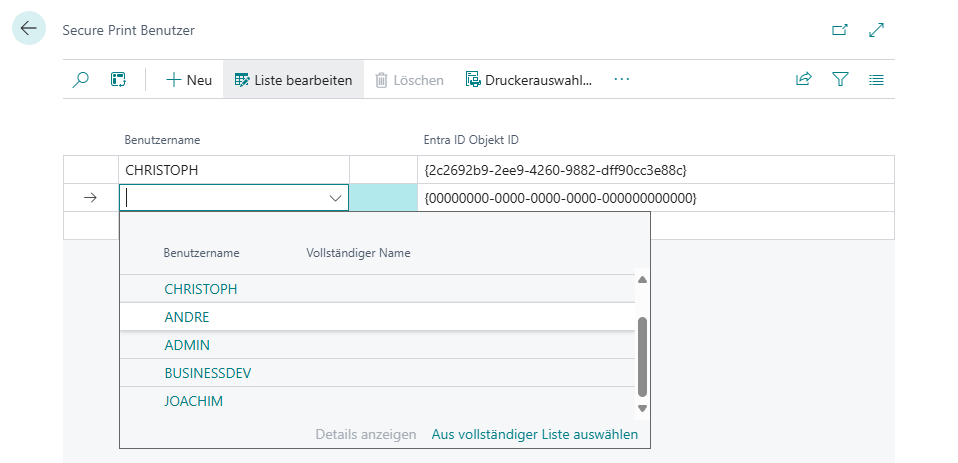 Secure Print Benutzer
Neu Liste bearbeiten Löschen Druckerauswahl... ...
Benutzername Entra ID Objekt ID
CHRISTOPH {2c2692b9-2ee9-4260-9882-dff90cc3e88c}
{00000000-0000-0000-0000-000000000000}
Benutzername Vollständiger Name
CHRISTOPH
ANDRE
ADMIN
BUSINESSDEV
JOACHIM
Details anzeigen Aus vollständiger Liste auswählen